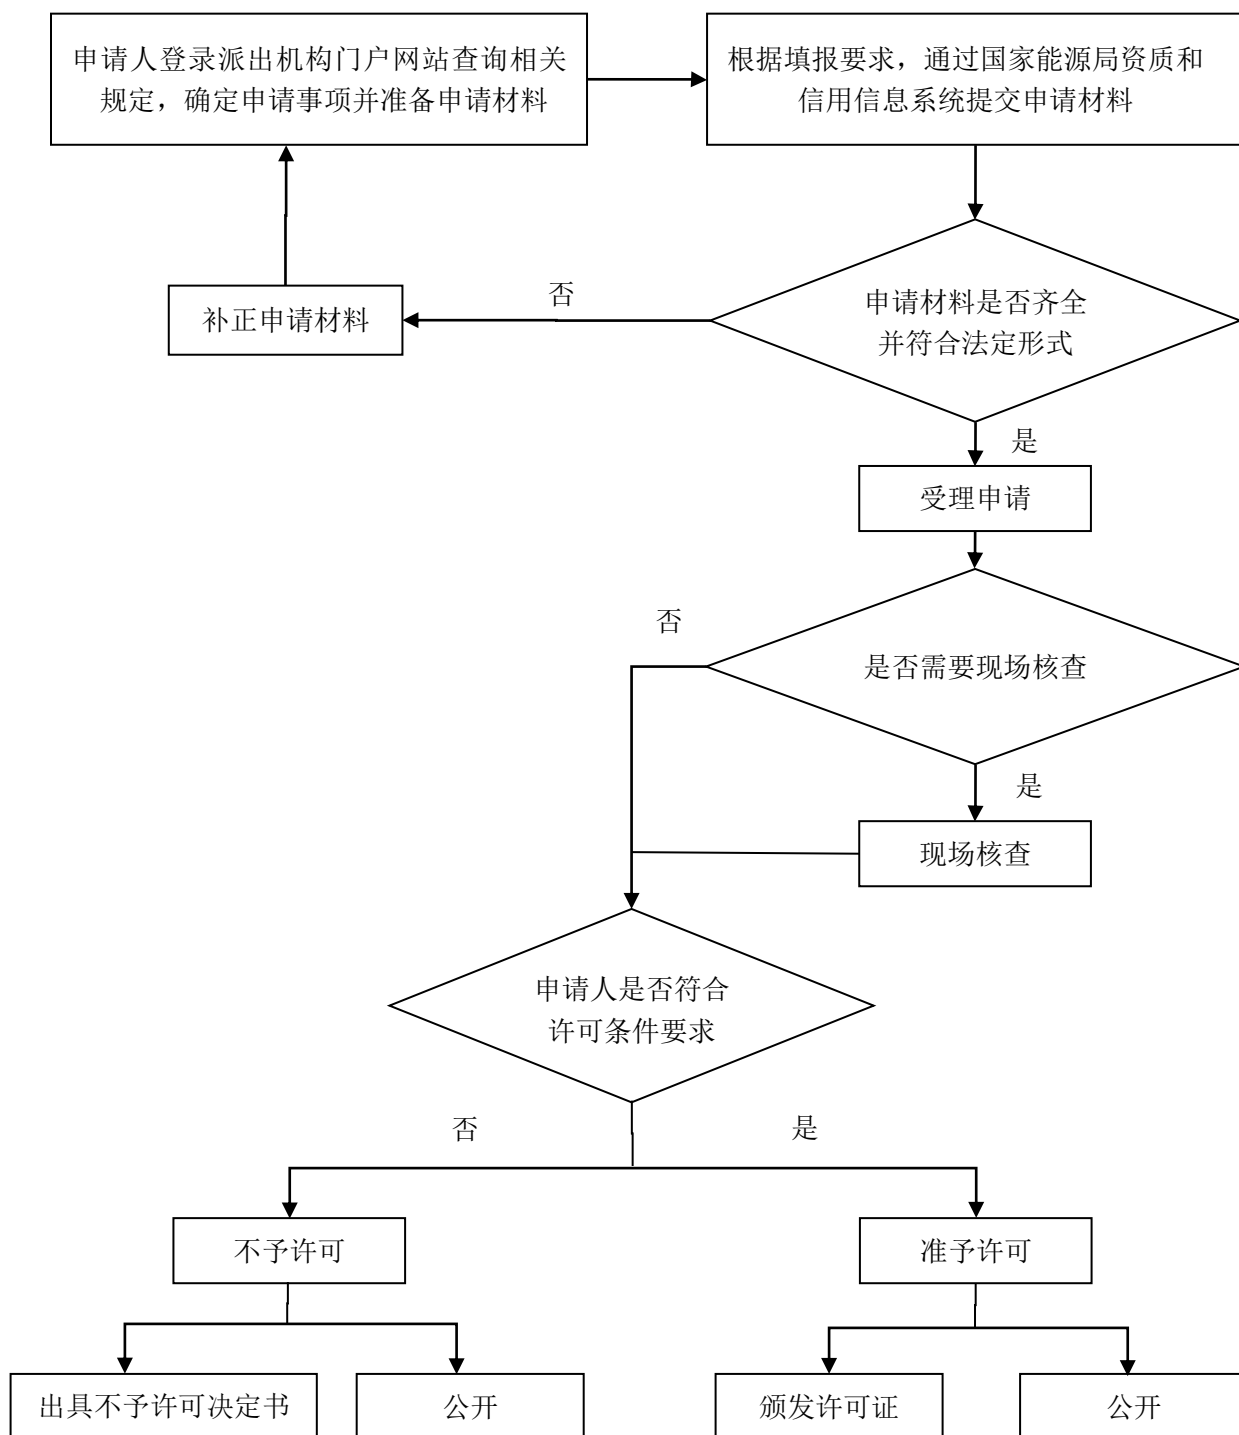 申请人登录派出机构门户网站查询相关
规定，确定申请事项并准备申请材料
根据填报要求，通过国家能源局资质和
信用信息系统提交申请材料
否
补正申请材料
申请材料是否齐全
并符合法定形式
是
受理申请
否
是否需要现场核查
是
现场核查
申请人是否符合
许可条件要求
否
是
不予许可
准予许可
出具不予许可决定书
公开
颁发许可证
公开